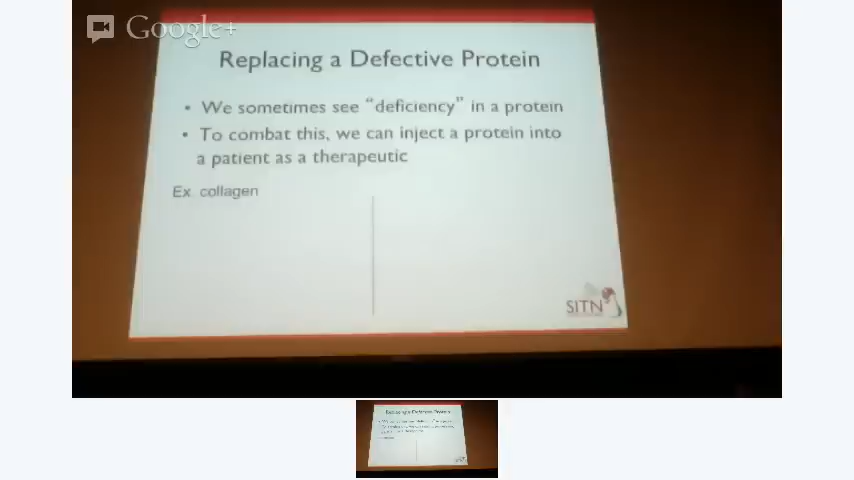 Google+
Replacing a Defective Protein
• We sometimes see “deficiency” in a protein
• To combat this, we can inject a protein into
a patient as a therapeutic
Ex. collagen
SITN